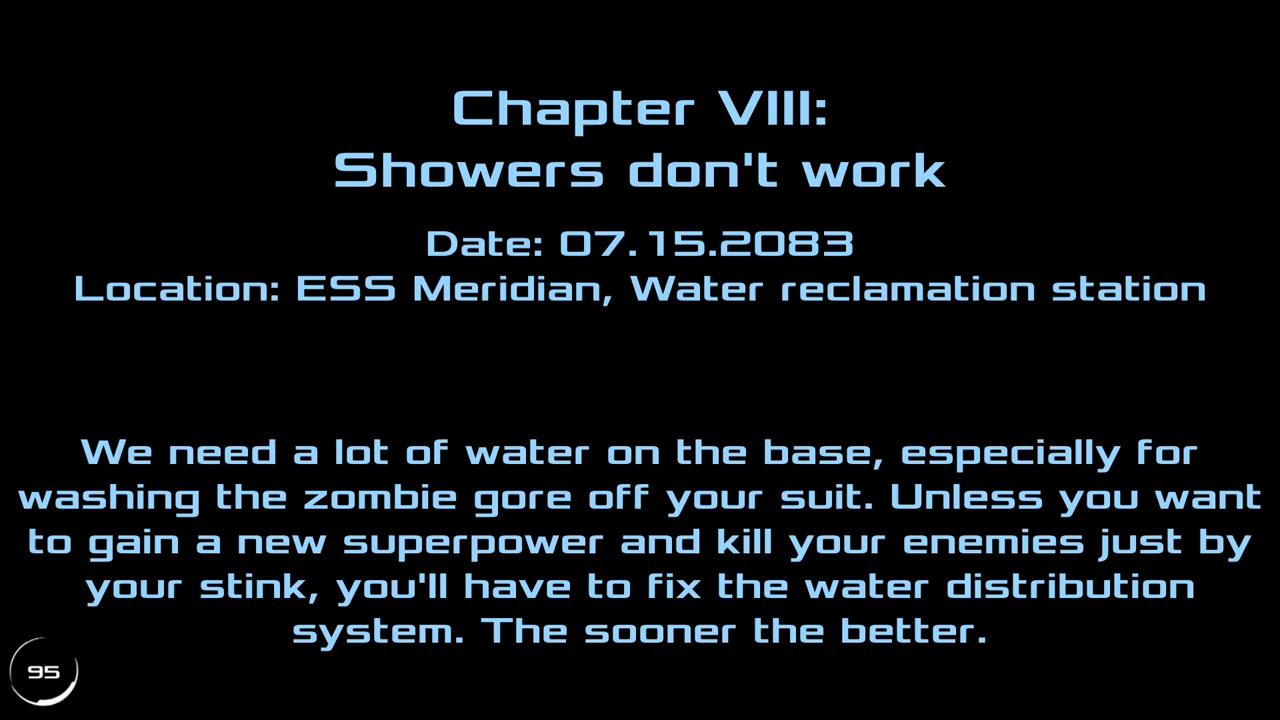 Chapter VIII:
Showers don't work
Date: 07.15.2083
Location: ESS Meridian, Water reclamation station
We need a lot of water on the base, especially for
washing the zombie gore off your suit. Unless you want
to gain a new superpower and kill your enemies just by
your stink, you'll have to fix the water distribution
system. The sooner the better.
95